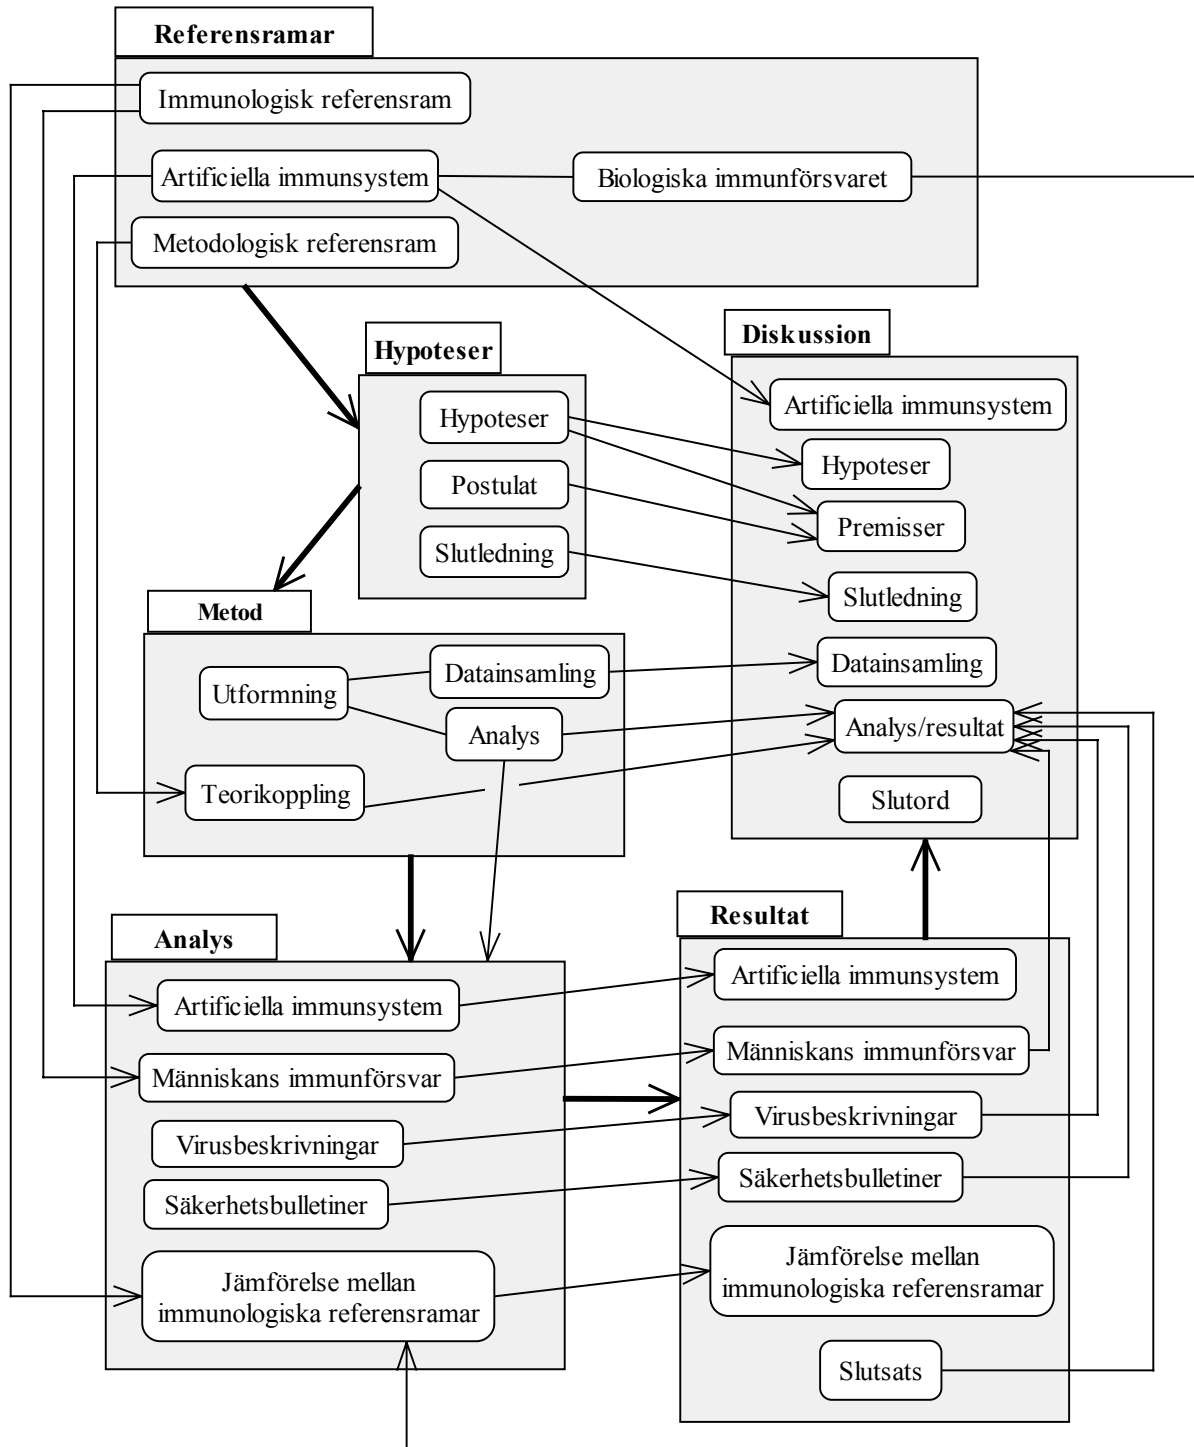 Referensramar
Immunologisk referensram
Artificiella immunsystem
Biologiska immunförsvaret
Metodologisk referensram
Hypoteser
Hypoteser
Postulat
Slutledning
Diskussion
Artificiella immunsystem
Hypoteser
Premisser
Slutledning
Datainsamling
Analys/resultat
Slutord
Metod
Utformning
Datainsamling
Analys
Teorikoppling
Analys
Artificiella immunsystem
Människans immunförsvar
Virusbeskrivningar
Säkerhetsbulletiner
Jämförelse mellan
immunologiska referensramar
Resultat
Artificiella immunsystem
Människans immunförsvar
Virusbeskrivningar
Säkerhetsbulletiner
Jämförelse mellan
immunologiska referensramar
Slutsats